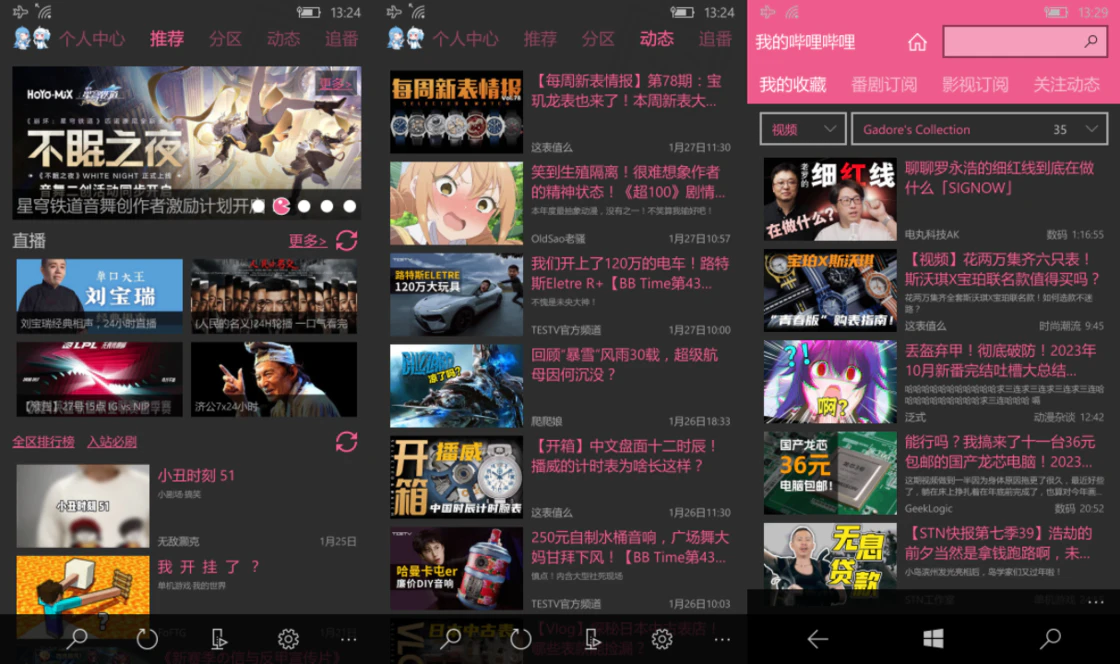 13:24
个人中心 推荐 分区 动态 追番
HOYO-MiX
更多>
不眠之夜
《不眠之夜》WHITE NIGHT 正式上线
音舞二创活动同步开启
星穹铁道音舞创作者激励计划开启
直播
更多>
单口大王
刘宝瑞
刘宝瑞经典相声，24小时直播
《人民的名义》24H轮播 一口气看完
LPL
27号15点 IG vs NIP
济公7x24小时
全区排行榜 入站必刷
小丑时刻 51
小丑时刻 51
小剧场·搞笑
1月25日
我 开 挂 了 ？
单机游戏 我的世界
13:24
个人中心 推荐 分区 动态 追番
每周新表情报
【每周新表情报】第78期：宝
玑龙表也来了！本周新表大...
这表值么 1月27日11:30
笑到生殖隔离！很难想象作者
的精神状态！《超100》剧情...
本年度最抽象动漫，没有之一！不笑算我输好吧！
OldSao老骚 1月27日10:57
路特斯ELETRE
120万大玩具
我们开上了120万的电车！路特
斯Eletre R+【BB Time第43...
不愧是未央大神！
TESTV官方频道 1月27日10:00
凉了吗?
回顾“暴雪”风雨30载，超级航
母因何沉没？
爬爬娘 1月26日18:33
开箱
播威
中国时辰计时腕表
【开箱】中文盘面十二时辰！
播威的计时表为啥长这样？
这表值么 1月26日11:30
哈曼卡屯er
廉价DIY音响
250元自制水桶音响，广场舞大
妈甘拜下风！【BB Time第43...
慎点！内含大型社死现场
TESTV官方频道 1月26日10:03
13:29
我的哔哩哔哩
我的收藏 番剧订阅 影视订阅 关注动态
视频
Gadore's Collection 35
老罗的
细红线
在做什么?
聊聊罗永浩的细红线到底在做
什么「SIGNOW」
电丸科技AK 数码 1:16:55
宝珀X斯沃琪
"青春版" 购表指南!
【视频】花两万集齐六只表！
斯沃琪X宝珀联名款值得买吗？
花两万集齐全套斯沃琪X宝珀联名款！如何选款不迷
路？
这表值么 时尚潮流 9:45
?!
啊?
丢盔弃甲！彻底破防！2023年
10月新番完结吐槽大总结...
泛式 动漫杂谈 12:42
国产龙芯
36元
电脑包邮!
能行吗？我搞来了十一台36元
包邮的国产龙芯电脑！2023...
GeekLogic 数码 20:52
无息
贷款
【STN快报第七季39】浩劫的
前夕当然是拿钱跑路啊，未...
小岛滨州发光亮相后，岛学家们又过年啦！
STN工作室